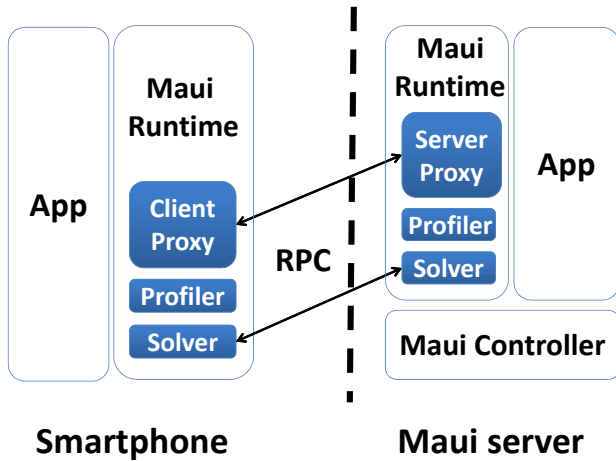 App
Maui
Runtime
Client
Proxy
Profiler
Solver
RPC
Maui
Runtime
Server
Proxy
Profiler
Solver
App
Maui Controller
Smartphone
Maui server